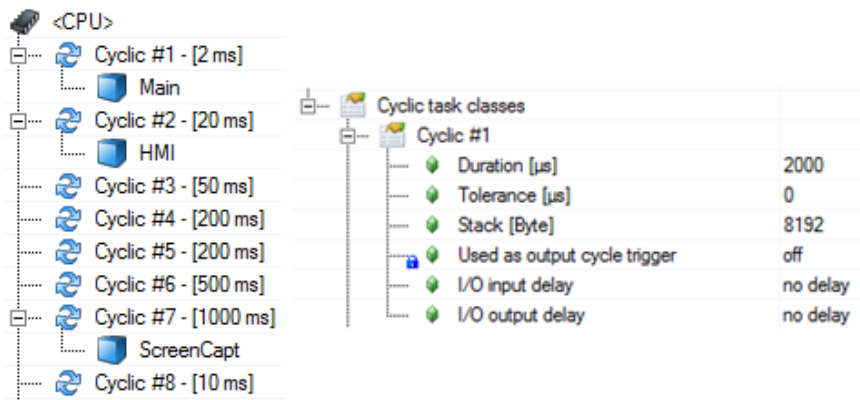 <CPU>
Cyclic #1 - [2 ms]
Main
Cyclic #2 - [20 ms]
HMI
Cyclic #3 - [50 ms]
Cyclic #4 - [200 ms]
Cyclic #5 - [200 ms]
Cyclic #6 - [500 ms]
Cyclic #7 - [1000 ms]
ScreenCapt
Cyclic #8 - [10 ms]
Cyclic task classes
Cyclic #1
Duration [µs] 2000
Tolerance [µs] 0
Stack [Byte] 8192
Used as output cycle trigger off
I/O input delay no delay
I/O output delay no delay